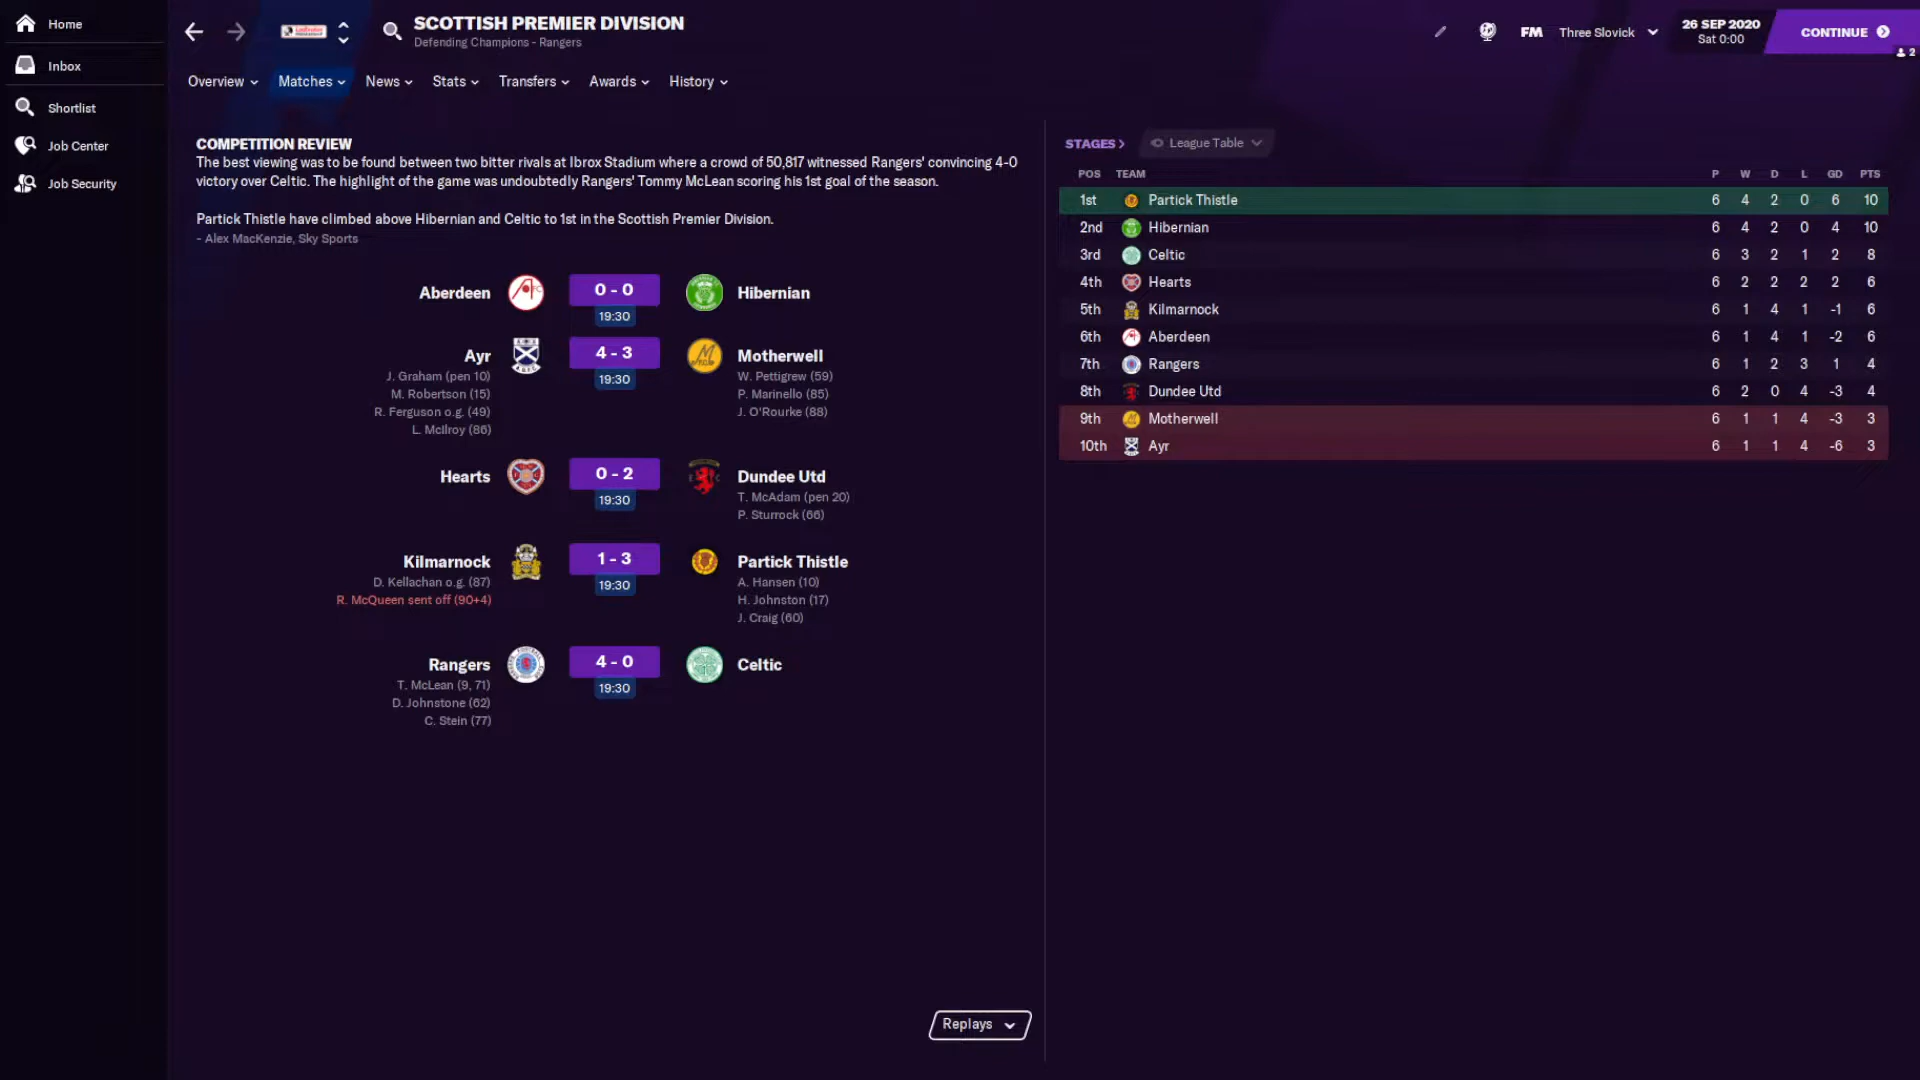 Home
Inbox
Shortlist
Job Center
Job Security
SCOTTISH PREMIER DIVISION
Defending Champions - Rangers
FM Three Slovick
26 SEP 2020
Sat 0:00
CONTINUE
2
Overview Matches News Stats Transfers Awards History
COMPETITION REVIEW
The best viewing was to be found between two bitter rivals at Ibrox Stadium where a crowd of 50,817 witnessed Rangers' convincing 4-0
victory over Celtic. The highlight of the game was undoubtedly Rangers' Tommy McLean scoring his 1st goal of the season.
Partick Thistle have climbed above Hibernian and Celtic to 1st in the Scottish Premier Division.
- Alex MacKenzie, Sky Sports
Aberdeen 0 - 0 Hibernian
19:30
Ayr 4 - 3 Motherwell
19:30
J. Graham (pen 10) W. Pettigrew (59)
M. Robertson (15) P. Marinello (85)
R. Ferguson o.g. (49) J. O'Rourke (88)
L. McIlroy (86)
Hearts 0 - 2 Dundee Utd
19:30
T. McAdam (pen 20)
P. Sturrock (66)
Kilmarnock 1 - 3 Partick Thistle
19:30
D. Kellachan o.g. (87) A. Hansen (10)
R. McQueen sent off (90+4) H. Johnston (17)
J. Craig (60)
Rangers 4 - 0 Celtic
19:30
T. McLean (9, 71)
D. Johnstone (62)
C. Stein (77)
Replays
STAGES> League Table
POS TEAM P W D L GD PTS
1st Partick Thistle 6 4 2 0 6 10
2nd Hibernian 6 4 2 0 4 10
3rd Celtic 6 3 2 1 2 8
4th Hearts 6 2 2 2 2 6
5th Kilmarnock 6 1 4 1 -1 6
6th Aberdeen 6 1 4 1 -2 6
7th Rangers 6 1 2 3 1 4
8th Dundee Utd 6 2 0 4 -3 4
9th Motherwell 6 1 1 4 -3 3
10th Ayr 6 1 1 4 -6 3